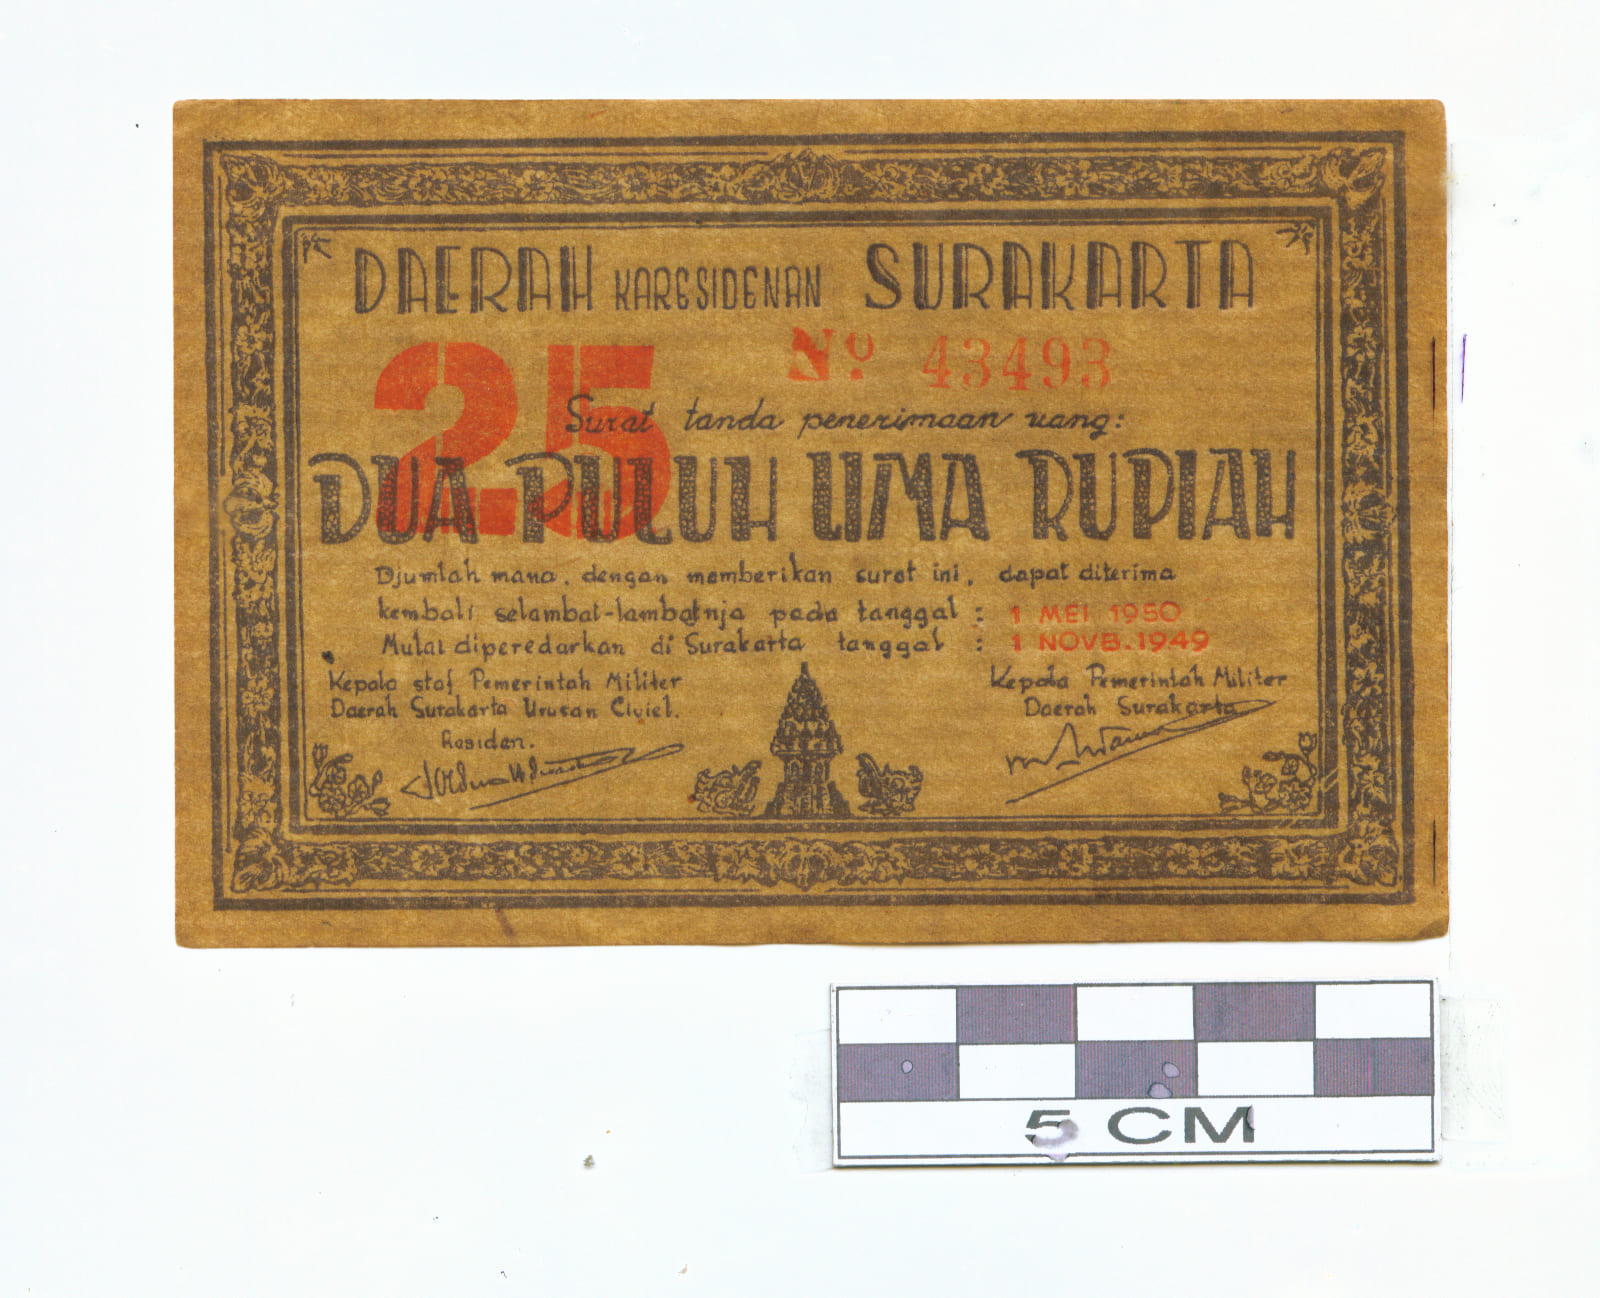 DAERAH KARESIDENAN SURAKARTA
25 No 43493
Surat tanda penerimaan uang:
DUA PULUH LIMA RUPIAH
Djumlah mana, dengan memberikan surat ini, dapat diterima
kembali selambat-lambatnja pada tanggal : 1 MEI 1950
Mulai diperedarkan di Surakarta tanggal : 1 NOVB. 1949
Kepala staf Pemerintah Militer
Daerah Surakarta Urusan Civiel.
Residen.
Kepala Pemerintah Militer
Daerah Surakarta
5 CM